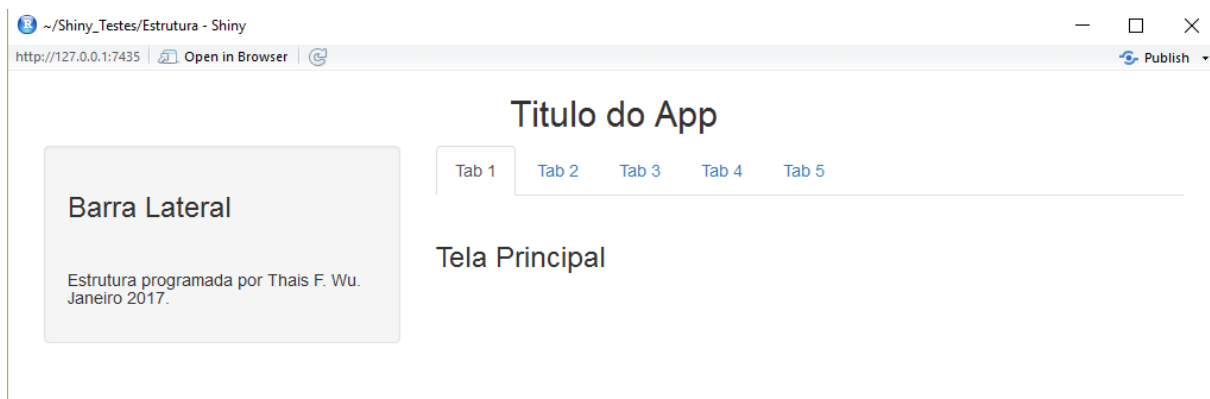 ~/Shiny_Testes/Estrutura - Shiny
http://127.0.0.1:7435 Open in Browser Publish
Titulo do App
Tab 1 Tab 2 Tab 3 Tab 4 Tab 5
Barra Lateral
Estrutura programada por Thais F. Wu.
Janeiro 2017.
Tela Principal